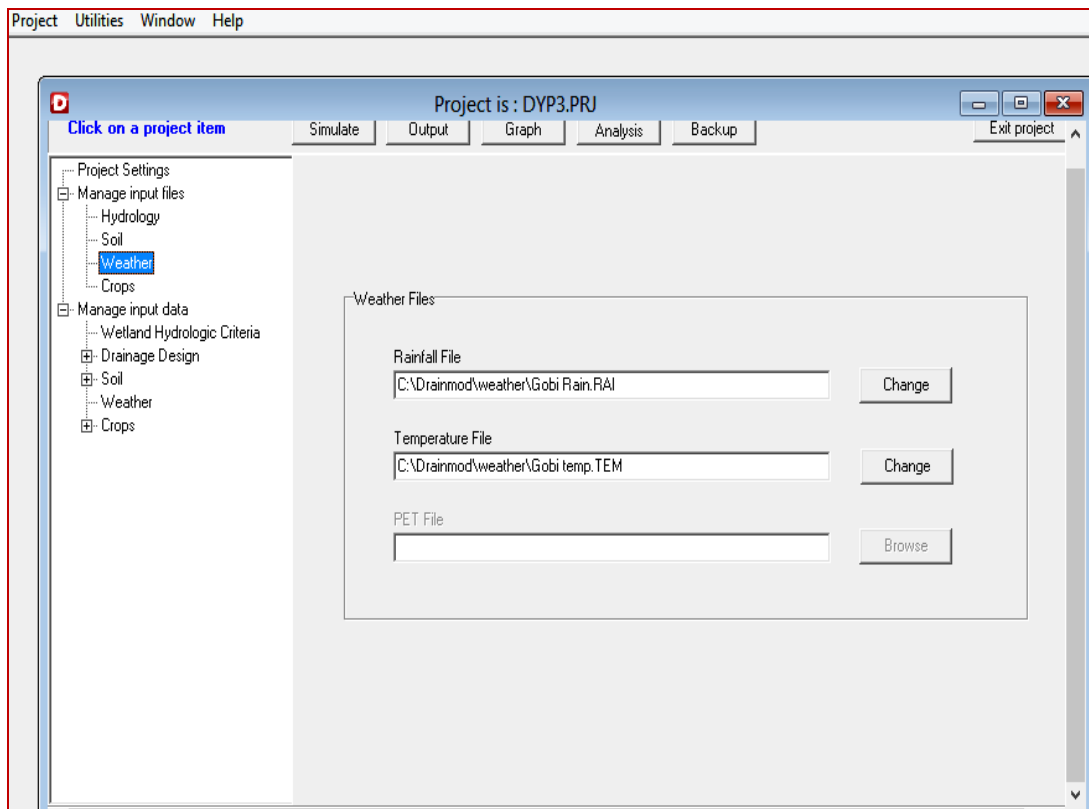 Project Utilities Window Help
Project is : DYP3.PRJ
Click on a project item Simulate Output Graph Analysis Backup Exit project
Project Settings
Manage input files
Hydrology
Soil
Weather
Crops
Manage input data
Wetland Hydrologic Criteria
Drainage Design
Soil
Weather
Crops
Weather Files
Rainfall File
C:\Drainmod\weather\Gobi Rain.RAI Change
Temperature File
C:\Drainmod\weather\Gobi temp.TEM Change
PET File
Browse